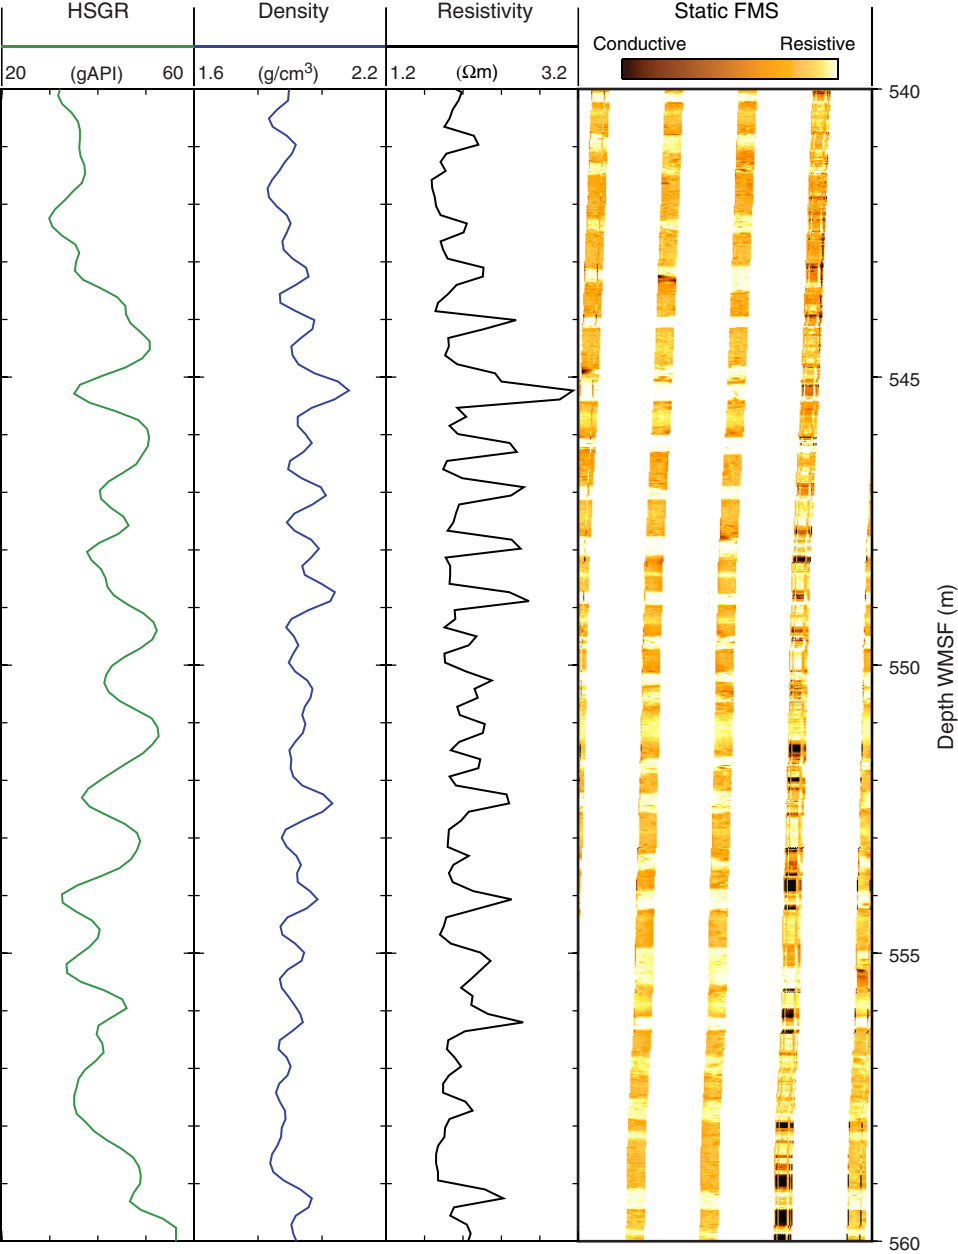 HSGR Density Resistivity Static FMS
Conductive Resistive
20 (gAPI) 60 1.6 (g/cm³) 2.2 1.2 (Ωm) 3.2
540
545
550
555
560
Depth WMSF (m)